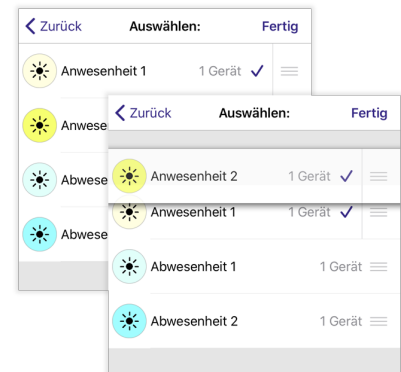 Zurück Auswählen: Fertig
Anwesenheit 1 1 Gerät
Anwese
Abwese
Abwese
Zurück Auswählen: Fertig
Anwesenheit 2 1 Gerät
Anwesenheit 1 1 Gerät
Abwesenheit 1 1 Gerät
Abwesenheit 2 1 Gerät